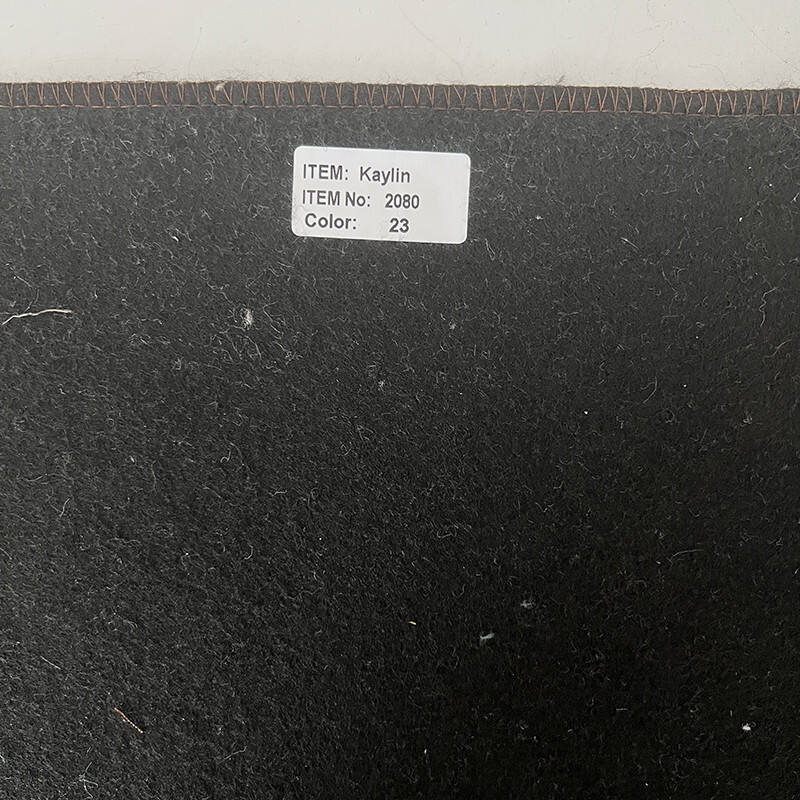 ITEM: Kaylin
ITEM No: 2080
Color: 23